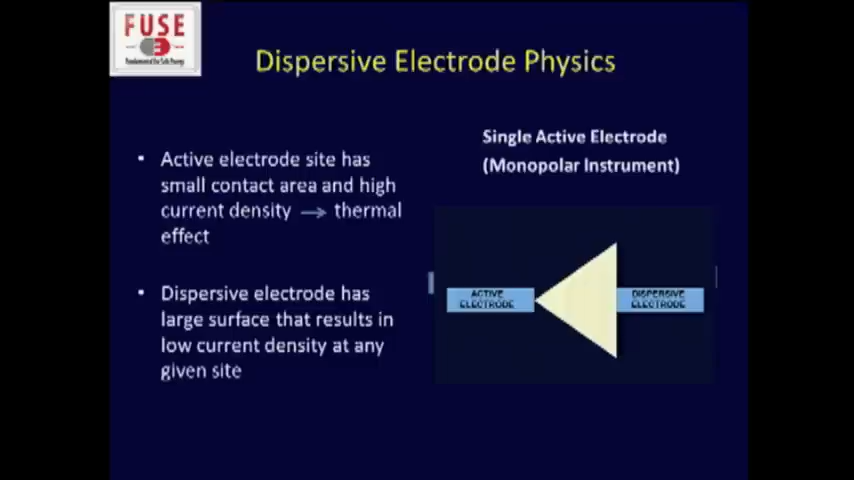 FUSE
Fundamental Use of Safe Energy
Dispersive Electrode Physics
• Active electrode site has
small contact area and high
current density → thermal
effect
• Dispersive electrode has
large surface that results in
low current density at any
given site
Single Active Electrode
(Monopolar Instrument)
ACTIVE
ELECTRODE
DISPERSIVE
ELECTRODE